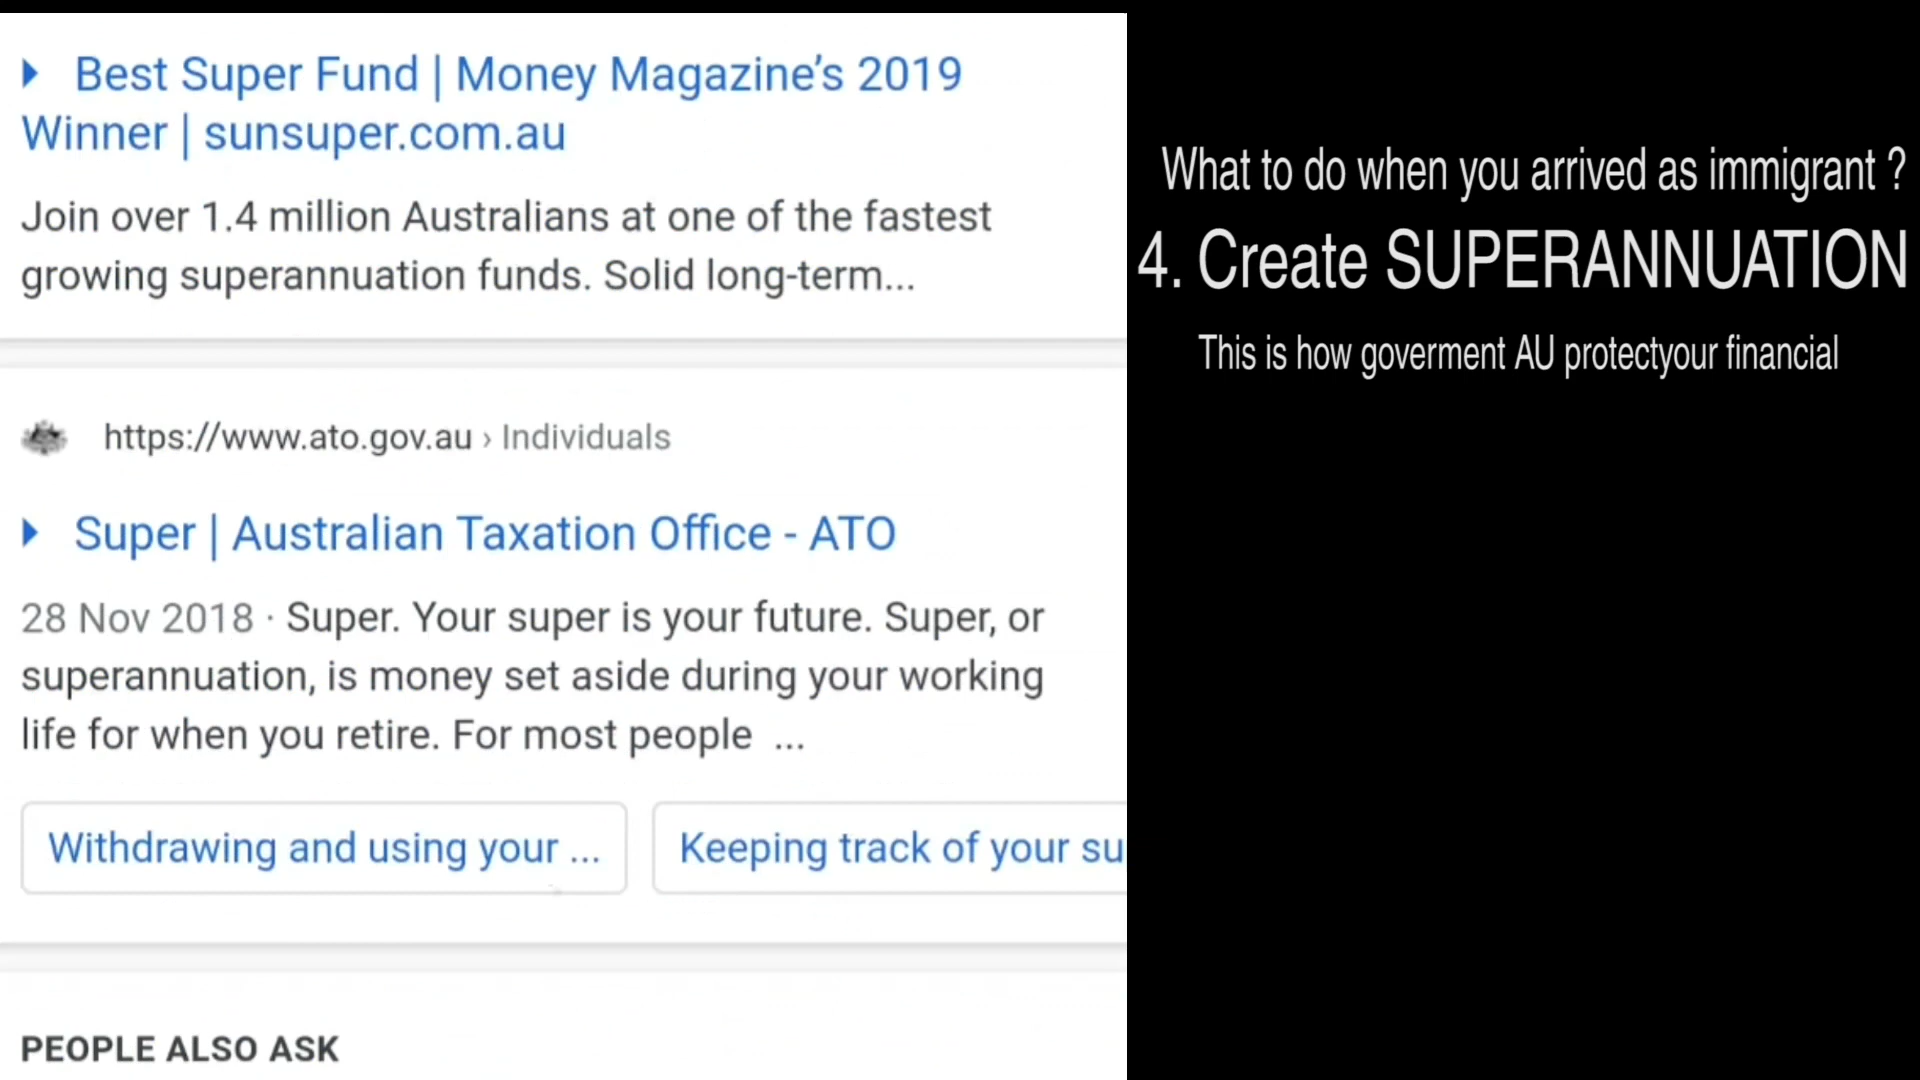 Best Super Fund | Money Magazine's 2019
Winner | sunsuper.com.au
Join over 1.4 million Australians at one of the fastest
growing superannuation funds. Solid long-term...
https://www.ato.gov.au › Individuals
Super | Australian Taxation Office - ATO
28 Nov 2018 · Super. Your super is your future. Super, or
superannuation, is money set aside during your working
life for when you retire. For most people ...
Withdrawing and using your ...
Keeping track of your su
PEOPLE ALSO ASK
What to do when you arrived as immigrant ?
4. Create SUPERANNUATION
This is how goverment AU protectyour financial